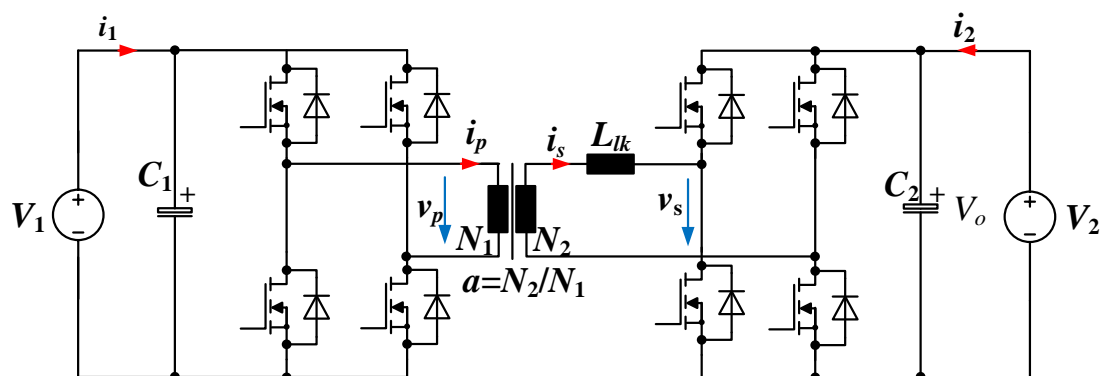 i₁
i₂
iₚ
iₛ
Lₗₖ
C₁
+
C₂
+
V₁
+
−
vₚ
vₛ
Vₒ
+
−
V₂
N₁
N₂
a=N₂/N₁